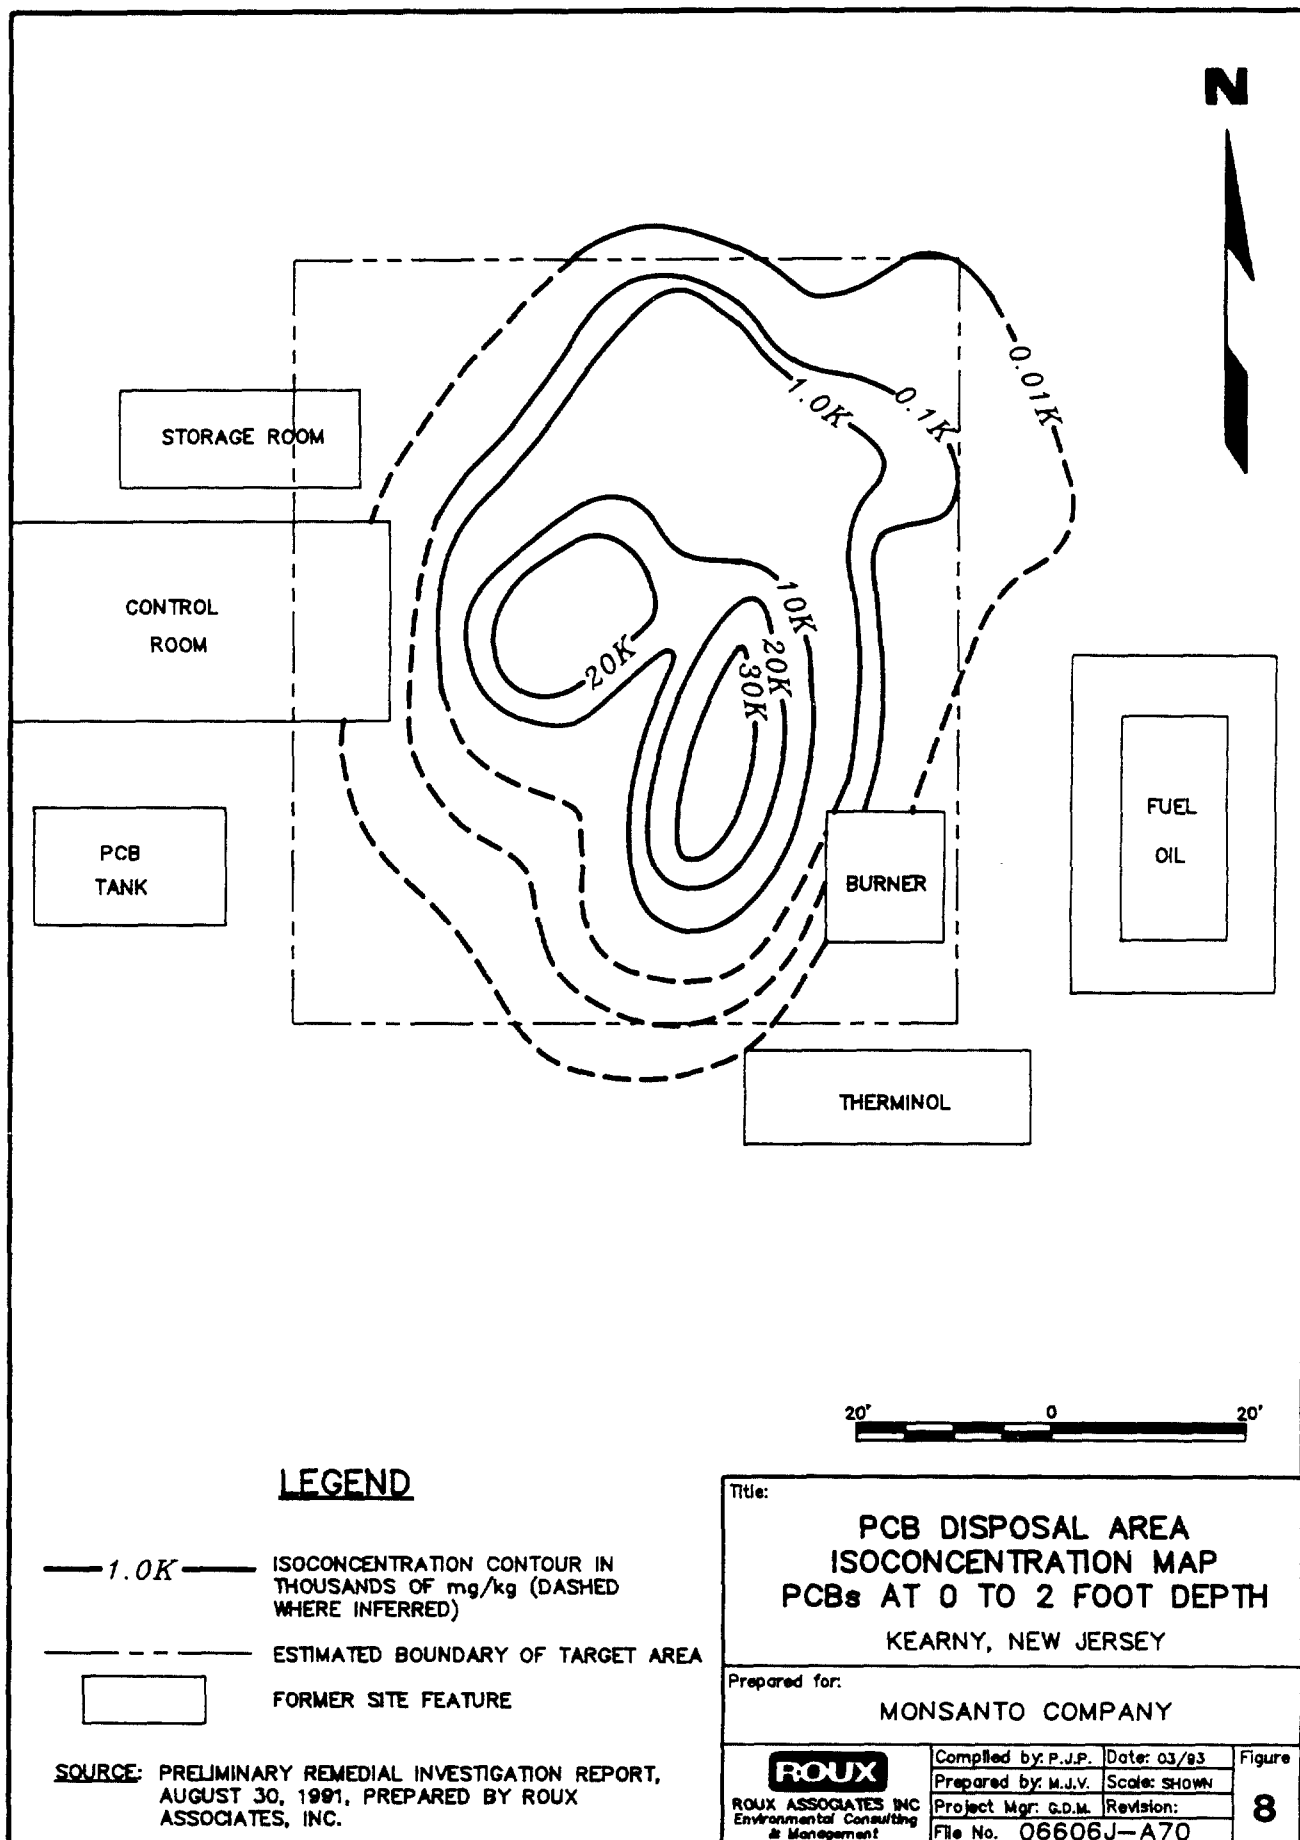 N
0.01K
0.1K
1.0K
STORAGE ROOM
CONTROL
ROOM
10K
20K
20K
30K
PCB
TANK
BURNER
FUEL
OIL
THERMINOL
20' 0 20'
LEGEND
1.0K
ISOCONCENTRATION CONTOUR IN
THOUSANDS OF mg/kg (DASHED
WHERE INFERRED)
ESTIMATED BOUNDARY OF TARGET AREA
FORMER SITE FEATURE
SOURCE: PRELIMINARY REMEDIAL INVESTIGATION REPORT,
AUGUST 30, 1991, PREPARED BY ROUX
ASSOCIATES, INC.
Title:
PCB DISPOSAL AREA
ISOCONCENTRATION MAP
PCBs AT 0 TO 2 FOOT DEPTH
KEARNY, NEW JERSEY
Prepared for:
MONSANTO COMPANY
ROUX
ROUX ASSOCIATES INC
Environmental Consulting
& Management
Compiled by: P.J.P. Date: 03/93
Prepared by: M.J.V. Scale: SHOWN
Project Mgr: G.D.M. Revision:
File No. 06606J-A70
Figure
8